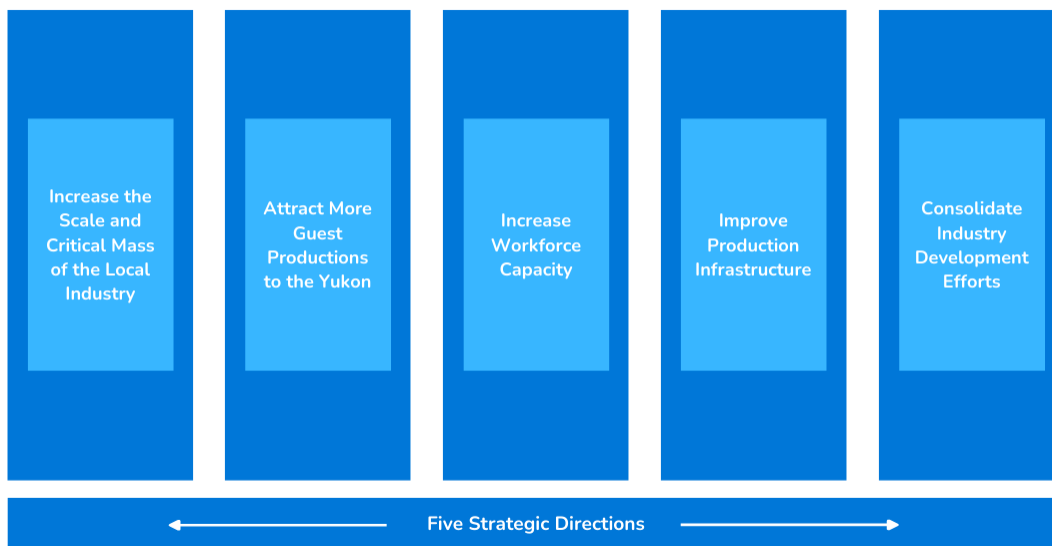 Increase the
Scale and
Critical Mass
of the Local
Industry
Attract More
Guest
Productions
to the Yukon
Increase
Workforce
Capacity
Improve
Production
Infrastructure
Consolidate
Industry
Development
Efforts
Five Strategic Directions